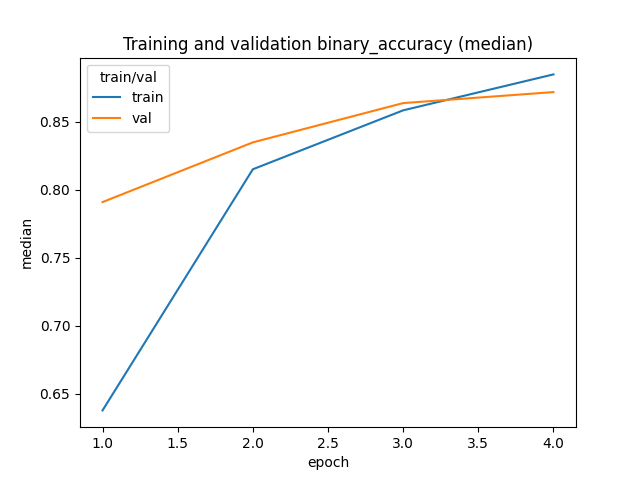 Training and validation binary_accuracy (median)
train/val
train
val
0.85
0.80
0.75
0.70
0.65
median
1.0
1.5
2.0
2.5
3.0
3.5
4.0
epoch